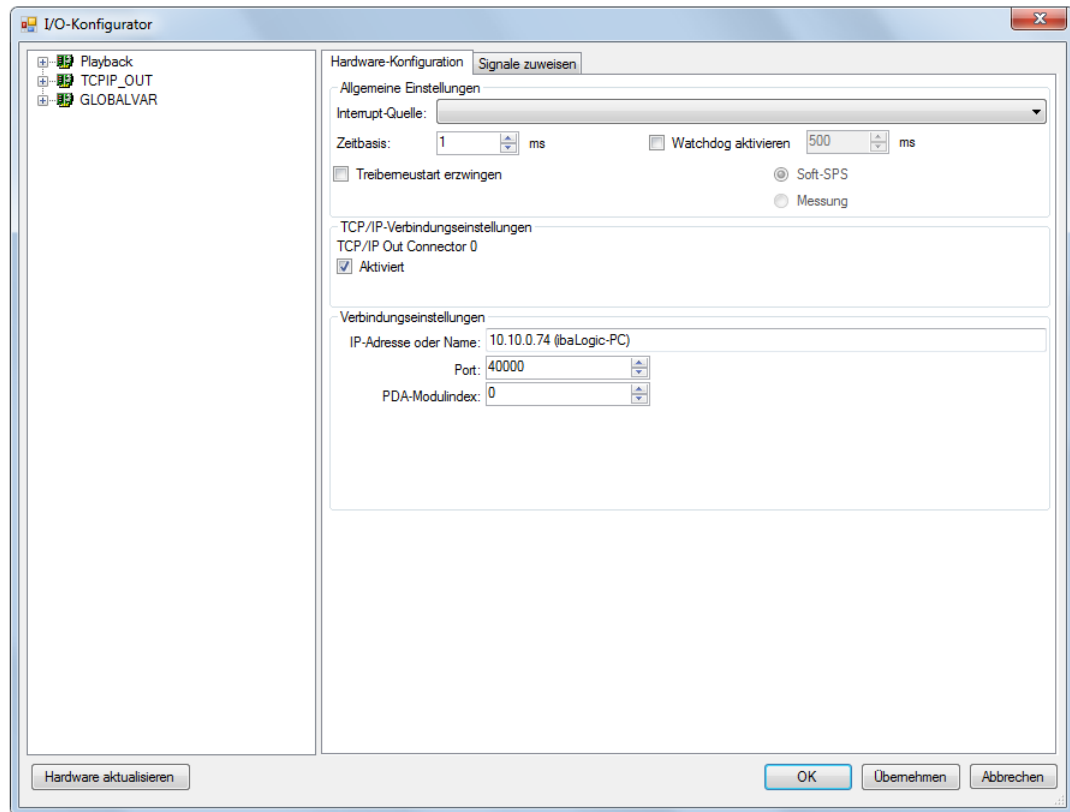 I/O-Konfigurator
Playback
TCPIP_OUT
GLOBALVAR
Hardware-Konfiguration
Signale zuweisen
Allgemeine Einstellungen
Interrupt-Quelle:
Zeitbasis: 1 ms
Watchdog aktivieren 500 ms
Treiberneustart erzwingen
Soft-SPS
Messung
TCP/IP-Verbindungseinstellungen
TCP/IP Out Connector 0
Aktiviert
Verbindungseinstellungen
IP-Adresse oder Name: 10.10.0.74 (ibaLogic-PC)
Port: 40000
PDA-Modulindex: 0
Hardware aktualisieren
OK
Übernehmen
Abbrechen